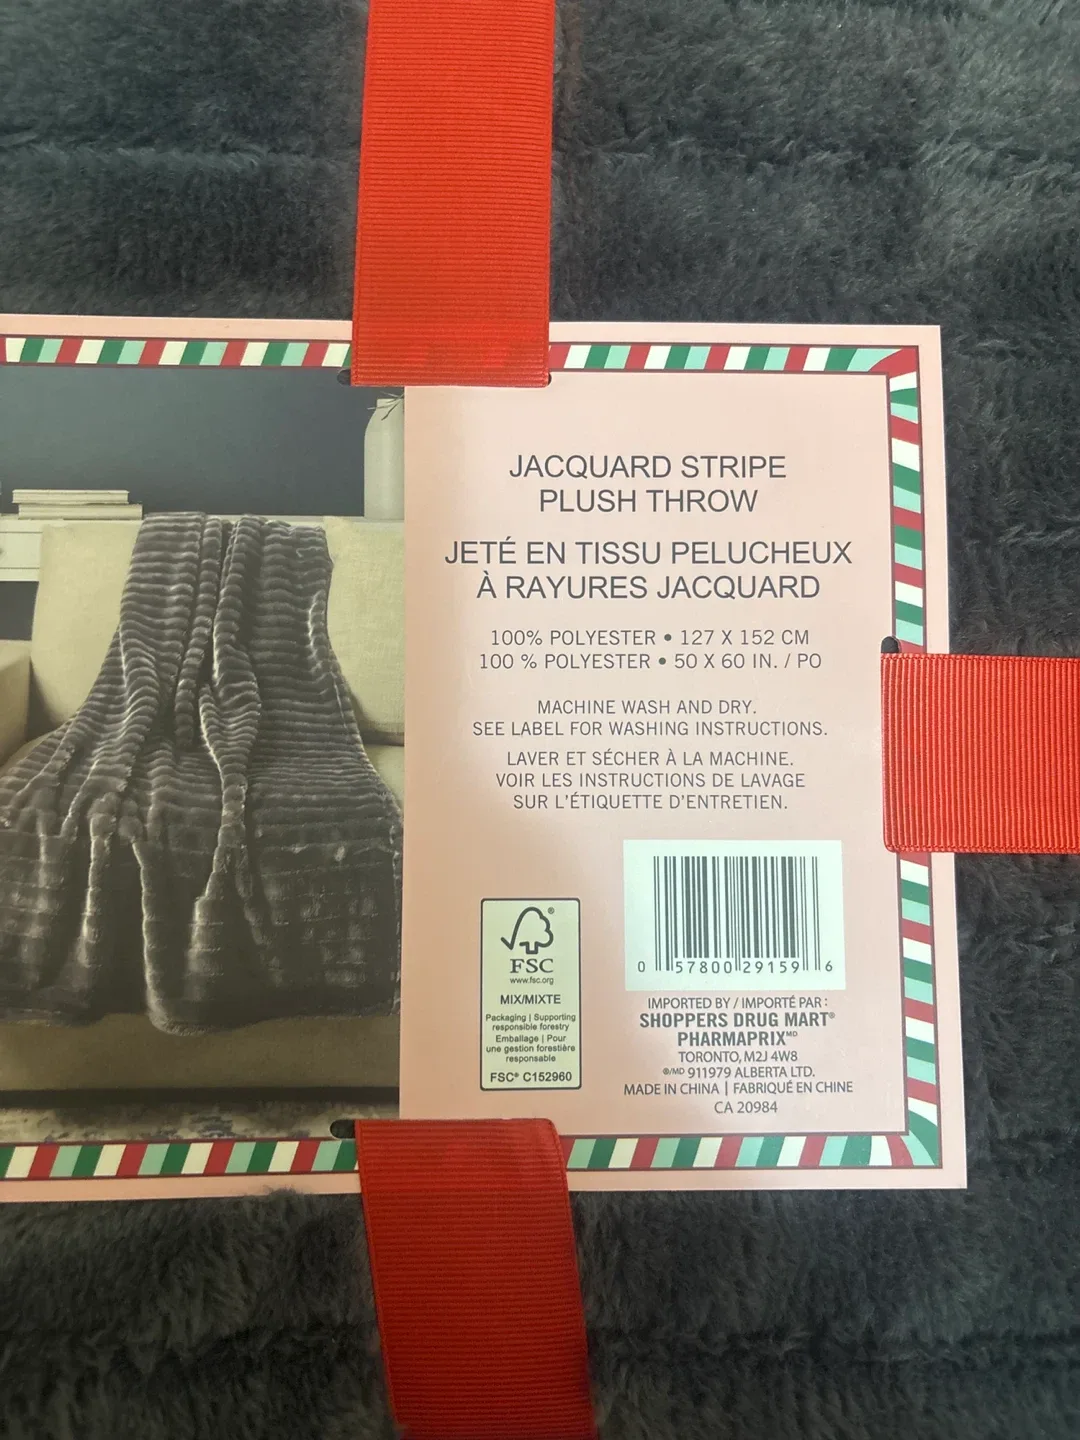 JACQUARD STRIPE
PLUSH THROW
JETÉ EN TISSU PELUCHEUX
À RAYURES JACQUARD
100% POLYESTER • 127 X 152 CM
100 % POLYESTER • 50 X 60 IN. / PO
MACHINE WASH AND DRY.
SEE LABEL FOR WASHING INSTRUCTIONS.
LAVER ET SÉCHER À LA MACHINE.
VOIR LES INSTRUCTIONS DE LAVAGE
SUR L'ÉTIQUETTE D'ENTRETIEN.
FSC
www.fsc.org
MIX/MIXTE
Packaging | Supporting
responsible forestry
Emballage | Pour
une gestion forestière
responsable
FSC® C152960
0 57800 29159 6
IMPORTED BY / IMPORTÉ PAR :
SHOPPERS DRUG MART®
PHARMAPRIX MD
TORONTO, M2J 4W8
®/MD 911979 ALBERTA LTD.
MADE IN CHINA | FABRIQUÉ EN CHINE
CA 20984